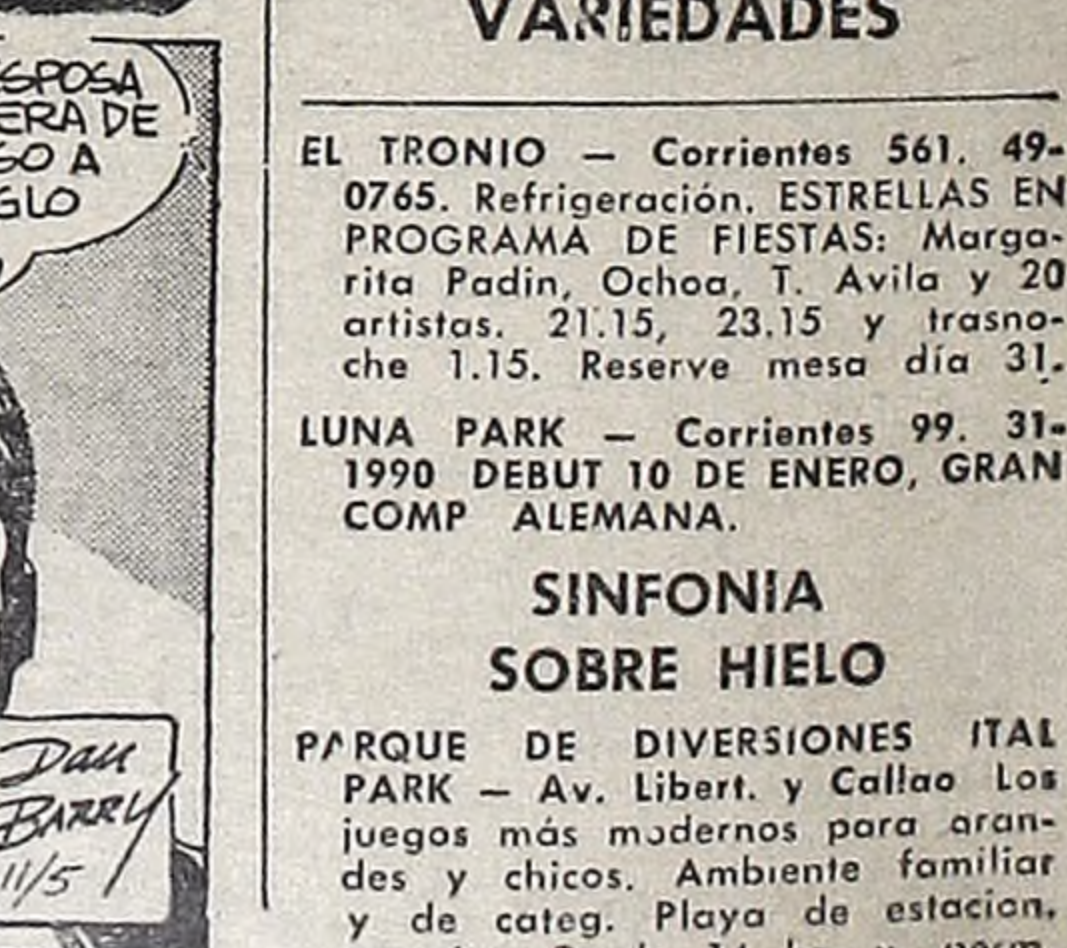 SPOSA
ERA DE
GO A
GLO
Dan
BARRY
11/5
VARIEDADES
EL TRONIO — Corrientes 561. 49-
0765. Refrigeración. ESTRELLAS EN
PROGRAMA DE FIESTAS: Marga-
rita Padin, Ochoa, T. Avila y 20
artistas. 21.15, 23.15 y trasno-
che 1.15. Reserve mesa día 31.
LUNA PARK — Corrientes 99. 31-
1990 DEBUT 10 DE ENERO, GRAN
COMP ALEMANA.
SINFONIA
SOBRE HIELO
PARQUE DE DIVERSIONES ITAL
PARK — Av. Libert. y Callao Los
juegos más modernos para gran-
des y chicos. Ambiente familiar
y de categ. Playa de estacion.